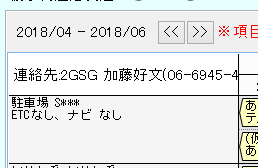 2018/04 - 2018/06 << >> ※項
連絡先:2GSG 加藤好文(06-6945-4
駐車場 S***
ETCなし、ナビ なし